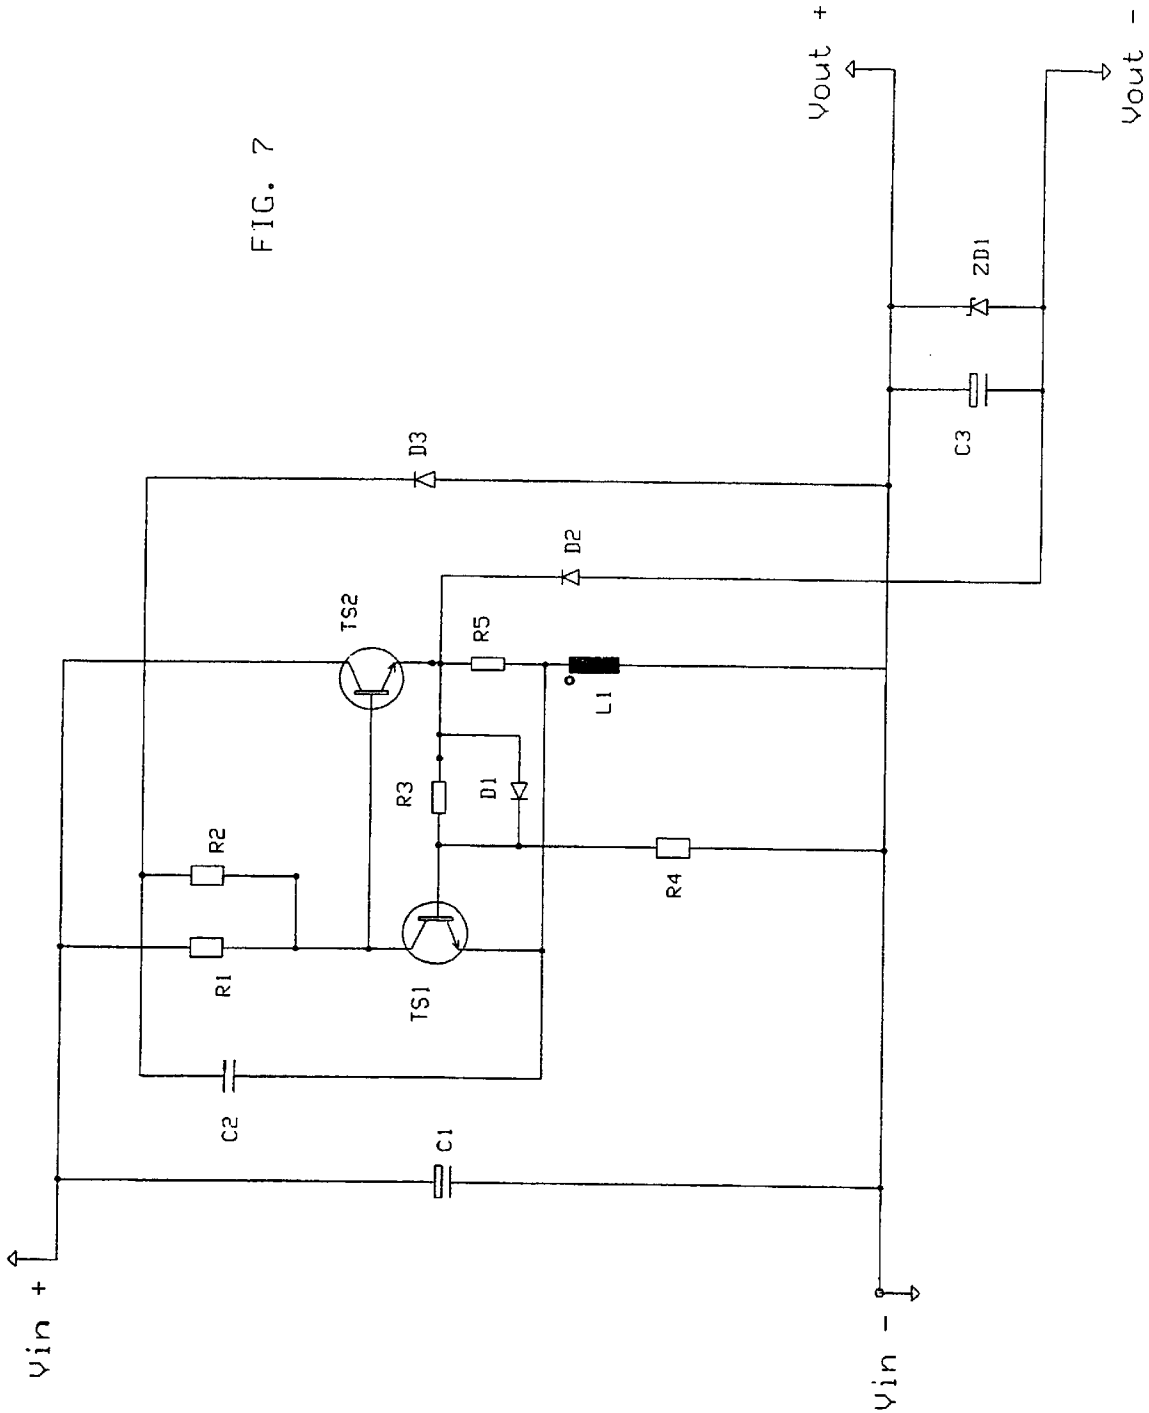 FIG. 7
Vin +
Vin -
Vout +
Vout -
C1
C2
R1
R2
TS1
TS2
R3
D1
R4
R5
L1
D2
D3
C3
ZD1